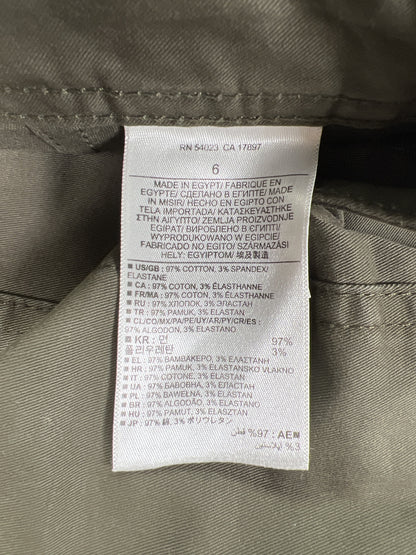 RN 54023 CA 17897
6
MADE IN EGYPT/ FABRIQUE EN
EGYPTE/ СДЕЛАНО В ЕГИПТЕ/ MADE
IN MISIR/ HECHO EN EGIPTO CON
TELA IMPORTADA/ ΚΑΤΑΣΚΕΥΑΣΤΗΚΕ
ΣΤΗΝ ΑΙΓΥΠΤΟ/ ZEMLJA PROIZVODNJE
EGIPAT/ ВИРОБЛЕНО В ЄГИПТІ/
WYPRODUKOWANO W EGIPCIE/
FABRICADO NO EGITO/ SZÁRMAZÁSI
HELY: EGYIPTOM/ 埃及製造
US/GB : 97% COTTON, 3% SPANDEX/
ELASTANE
CA : 97% COTON, 3% ÉLASTHANNE
FR/MA : 97% COTON, 3% ÉLASTHANNE
RU : 97% ХЛОПОК, 3% ЭЛАСТАН
TR : 97% PAMUK, 3% ELASTAN
CL/CO/MX/PA/PE/UY/AR/PY/CR/ES :
97% ALGODON, 3% ELASTANO
KR : 면 97%
폴리우레탄 3%
EL : 97% ΒΑΜΒΑΚΕΡΟ, 3% ΕΛΑΣΤΑΝΗ
HR : 97% PAMUK, 3% ELASTANSKO VLAKNO
IT : 97% COTONE, 3% ELASTAN
UA : 97% БАВОВНА, 3% ЕЛАСТАН
PL : 97% BAWEŁNA, 3% ELASTAN
BR : 97% ALGODÃO, 3% ELASTANO
HU : 97% PAMUT, 3% ELASZTÁN
JP : 97% 綿, 3% ポリウレタン
AE : 97% قطن
3% إيلاستين